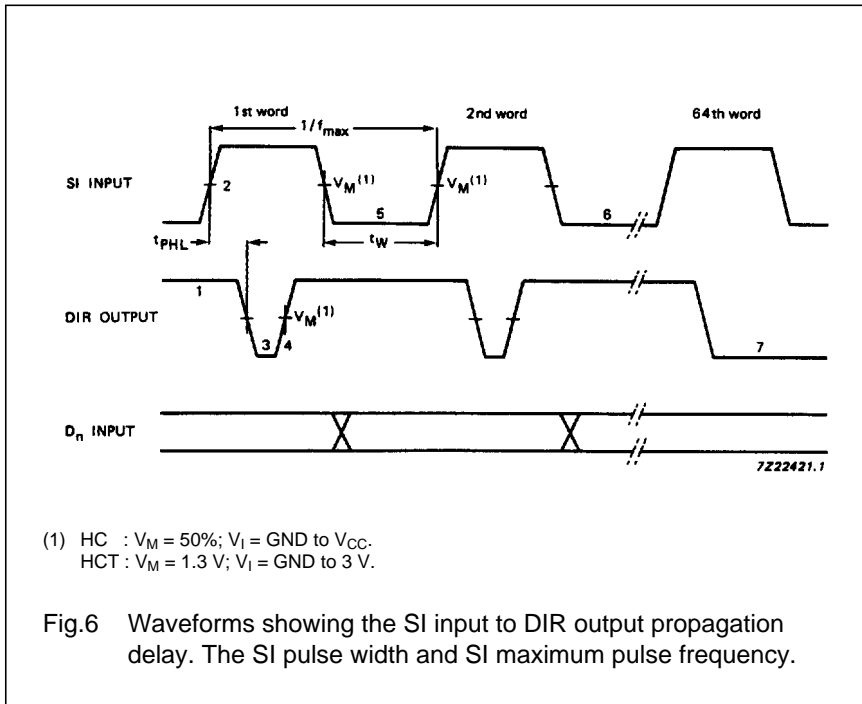 1st word 2nd word 64th word
1/fmax
SI INPUT 2 VM(1) VM(1)
5 6
tPHL tW
1
DIR OUTPUT VM(1)
3 4 7
Dn INPUT
7Z22421.1
(1) HC : VM = 50%; VI = GND to VCC.
HCT : VM = 1.3 V; VI = GND to 3 V.
Fig.6 Waveforms showing the SI input to DIR output propagation
delay. The SI pulse width and SI maximum pulse frequency.